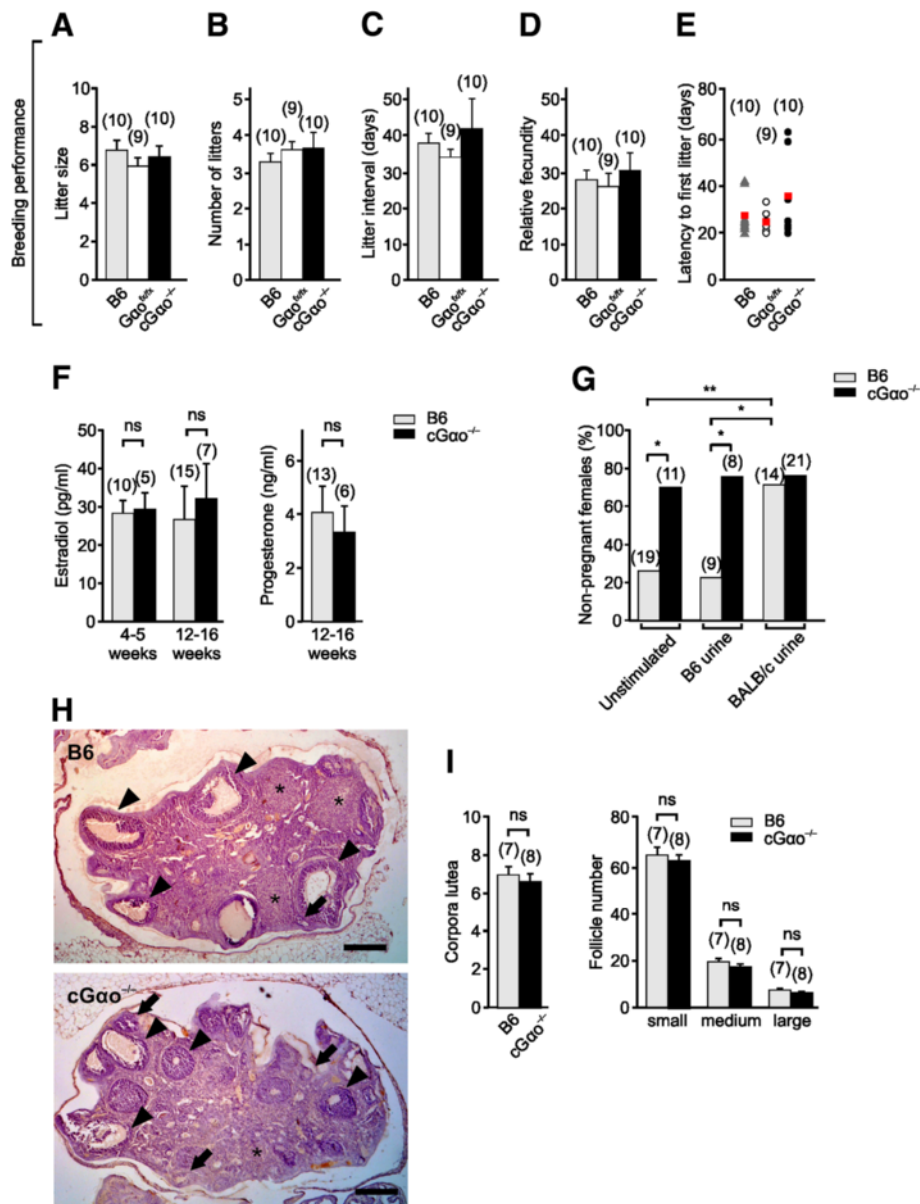 A
B
C
D
E
Breeding performance
Litter size
10
8
6
4
2
0
(10)
(9)
(10)
B6
Gαo^fx/fx
cGαo^–/–
Number of litters
5
4
3
2
1
0
(10)
(9)
(10)
B6
Gαo^fx/fx
cGαo^–/–
Litter interval (days)
50
40
30
20
10
0
(10)
(9)
(10)
B6
Gαo^fx/fx
cGαo^–/–
Relative fecundity
50
40
30
20
10
0
(10)
(9)
(10)
B6
Gαo^fx/fx
cGαo^–/–
Latency to first litter (days)
80
60
40
20
0
(10)
(9)
(10)
B6
Gαo^fx/fx
cGαo^–/–
F
B6
cGαo^–/–
Estradiol (pg/ml)
50
40
30
20
10
0
ns
ns
(10)
(5)
(15)
(7)
4-5
weeks
12-16
weeks
Progesterone (ng/ml)
6
4
2
0
ns
(13)
(6)
12-16
weeks
G
B6
cGαo^–/–
Non-pregnant females (%)
100
80
60
40
20
0
**
*
*
*
(19)
(11)
(9)
(8)
(14)
(21)
Unstimulated
B6 urine
BALB/c urine
H
B6
*
*
*
cGαo^–/–
*
I
Corpora lutea
10
8
6
4
2
0
ns
(7)
(8)
B6
cGαo^–/–
B6
cGαo^–/–
Follicle number
80
60
40
20
0
ns
(7)
(8)
ns
(7)
(8)
ns
(7)
(8)
small
medium
large